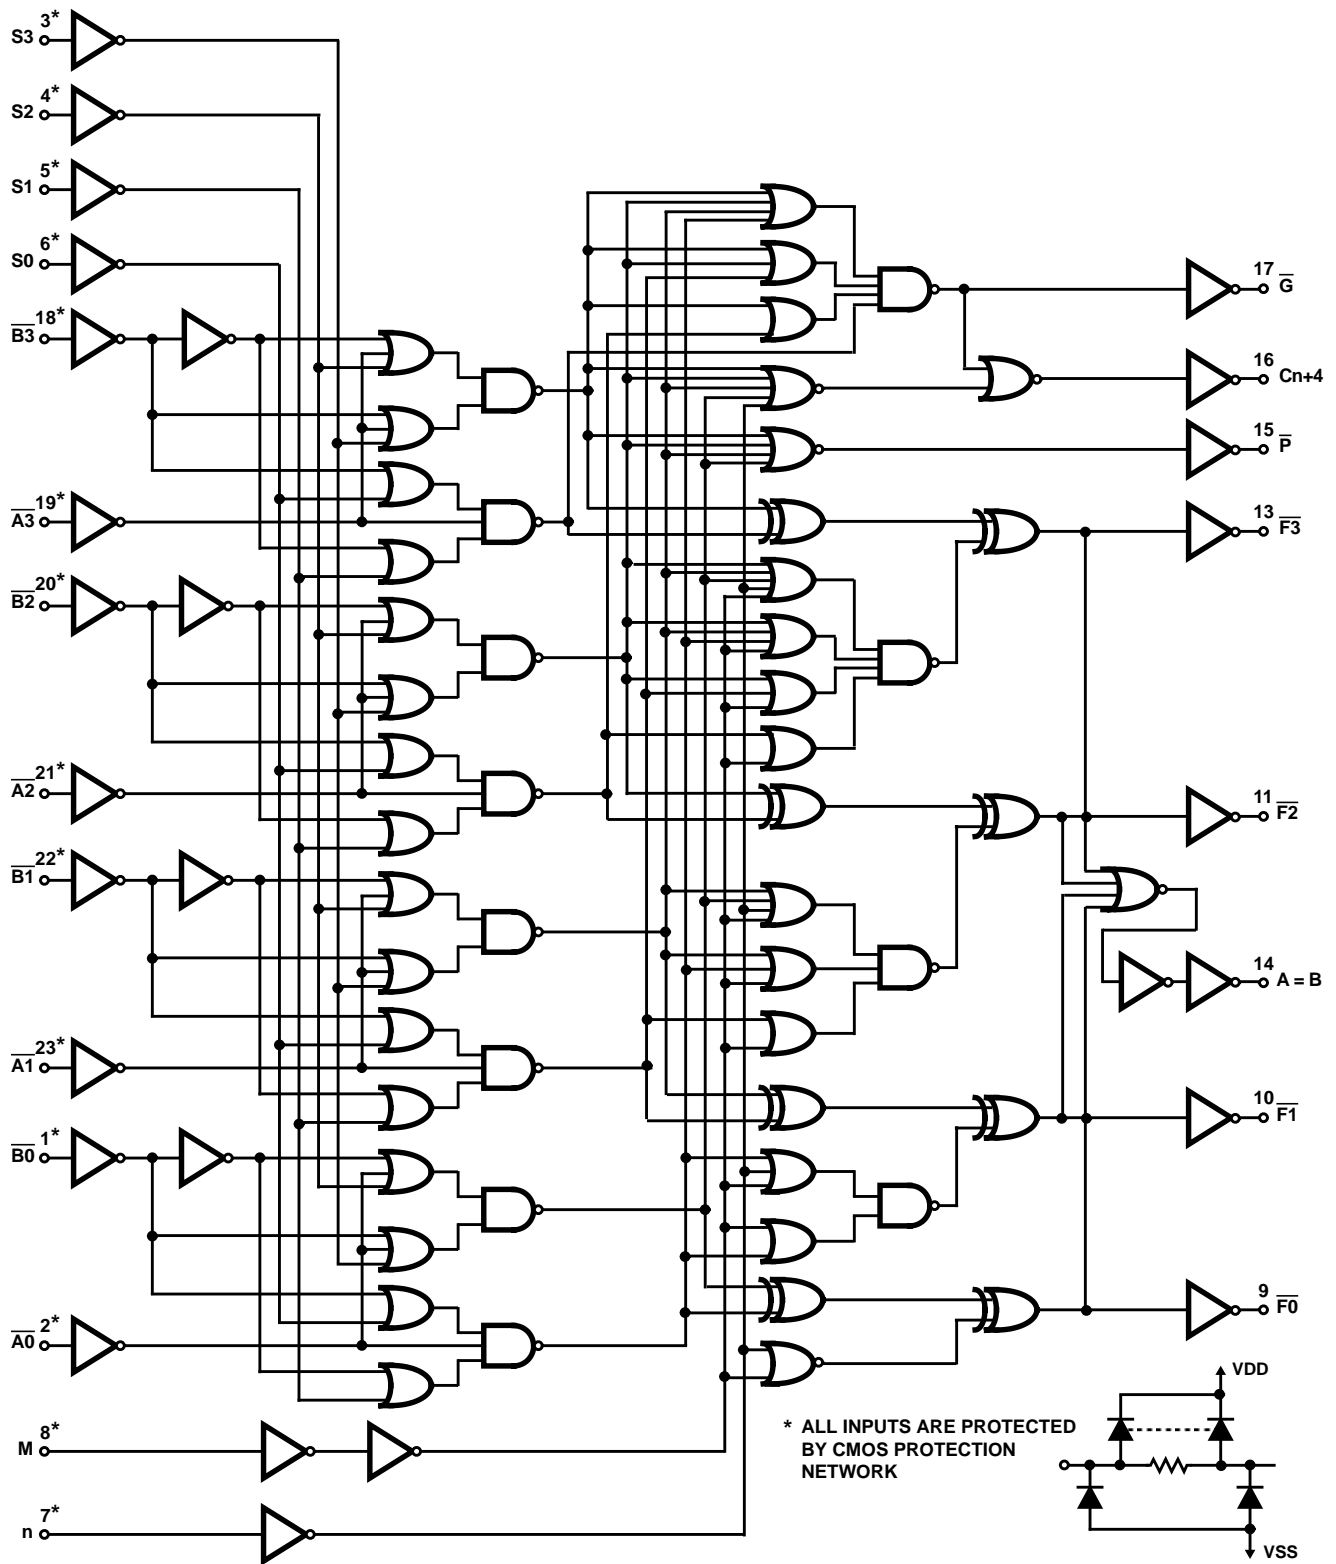 3*
S3
4*
S2
5*
S1
6*
S0
18*
B3
19*
A3
20*
B2
21*
A2
22*
B1
23*
A1
1*
B0
2*
A0
8*
M
7*
n
17
G
16
Cn+4
15
P
13
F3
11
F2
14
A = B
10
F1
9
F0
* ALL INPUTS ARE PROTECTED
BY CMOS PROTECTION
NETWORK
VDD
VSS